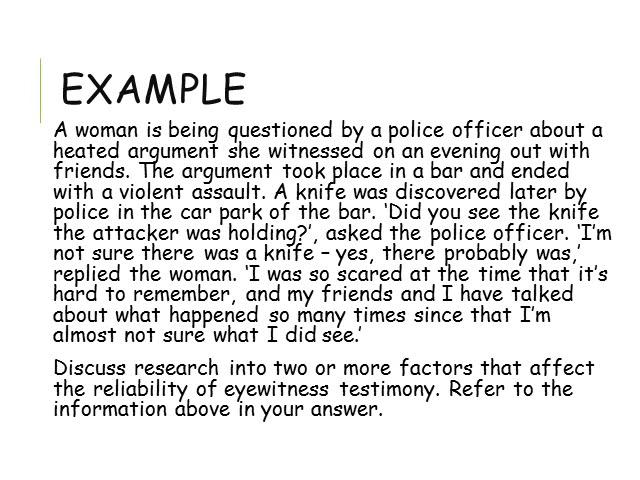 EXAMPLE
A woman is being questioned by a police officer about a
heated argument she witnessed on an evening out with
friends. The argument took place in a bar and ended
with a violent assault. A knife was discovered later by
police in the car park of the bar. ‘Did you see the knife
the attacker was holding?’, asked the police officer. ‘I’m
not sure there was a knife – yes, there probably was,’
replied the woman. ‘I was so scared at the time that it’s
hard to remember, and my friends and I have talked
about what happened so many times since that I’m
almost not sure what I did see.’
Discuss research into two or more factors that affect
the reliability of eyewitness testimony. Refer to the
information above in your answer.